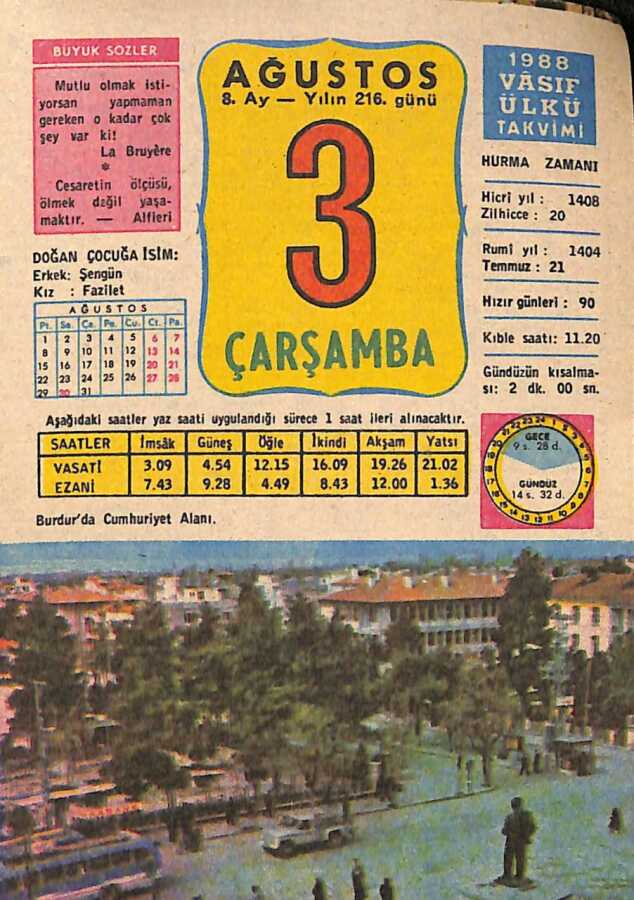 BÜYÜK SÖZLER
Mutlu olmak isti-
yorsan yapmaman
gereken o kadar çok
şey var ki!
La Bruyère
*
Cesaretin ölçüsü,
ölmek değil yaşa-
maktır. — Alfieri
DOĞAN ÇOCUĞA İSİM:
Erkek: Şengün
Kız : Fazilet
AĞUSTOS
Pt. Sa. Ça. Pe. Cu. Ct. Pa.
1 2 3 4 5 6 7
8 9 10 11 12 13 14
15 16 17 18 19 20 21
22 23 24 25 26 27 28
29 30 31
AĞUSTOS
8. Ay — Yılın 216. günü
3
ÇARŞAMBA
1988
VÂSIF
ÜLKÜ
TAKVİMİ
HURMA ZAMANI
Hicrî yıl : 1408
Zilhicce : 20
Rumî yıl : 1404
Temmuz : 21
Hızır günleri : 90
Kıble saati: 11.20
Gündüzün kısalma-
sı: 2 dk. 00 sn.
Aşağıdaki saatler yaz saati uygulandığı sürece 1 saat ileri alınacaktır.
SAATLER İmsâk Güneş Öğle İkindi Akşam Yatsı
VASATİ 3.09 4.54 12.15 16.09 19.26 21.02
EZANİ 7.43 9.28 4.49 8.43 12.00 1.36
GECE
9 s. 28 d.
GÜNDÜZ
14 s. 32 d.
Burdur'da Cumhuriyet Alanı.